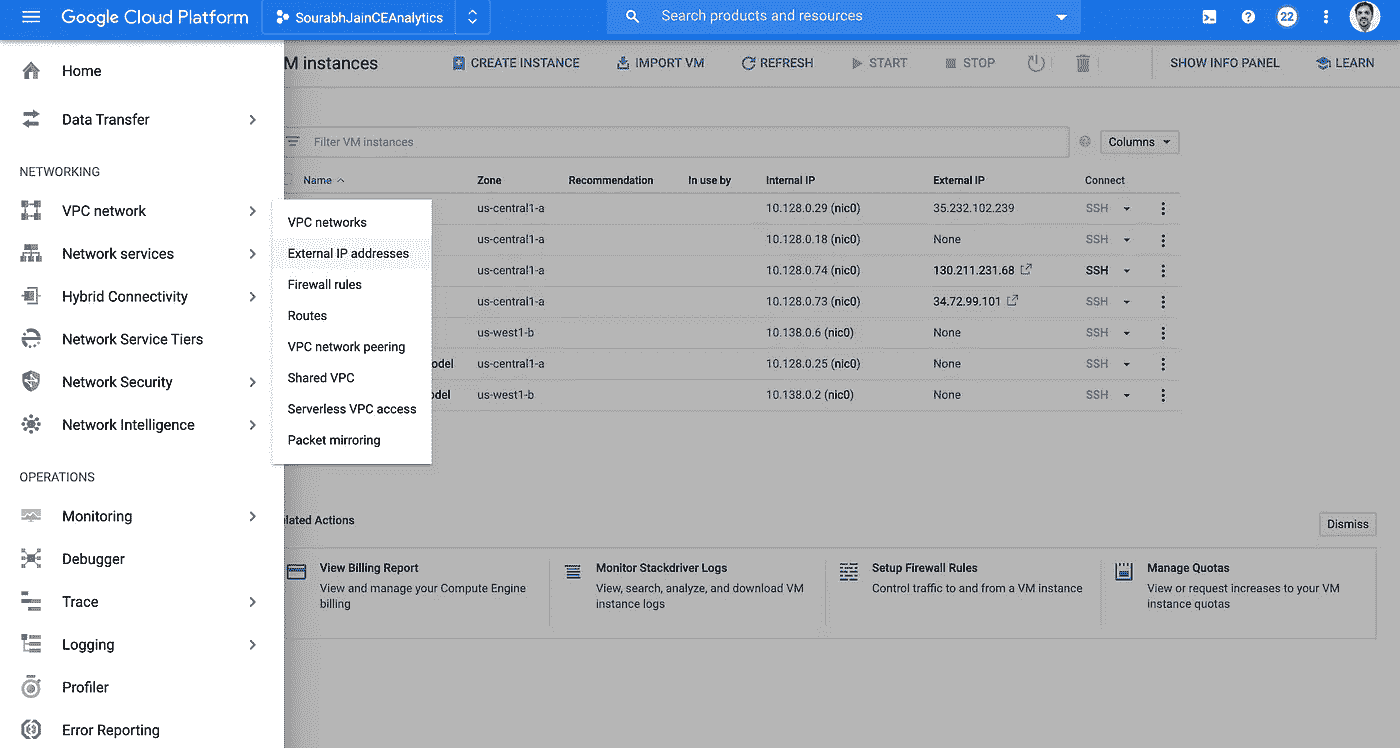 Google Cloud Platform
SourabhJainCEAnalytics
Search products and resources
22
Home
Data Transfer
NETWORKING
VPC network
Network services
Hybrid Connectivity
Network Service Tiers
Network Security
Network Intelligence
OPERATIONS
Monitoring
Debugger
Trace
Logging
Profiler
Error Reporting
VPC networks
External IP addresses
Firewall rules
Routes
VPC network peering
Shared VPC
Serverless VPC access
Packet mirroring
M instances
CREATE INSTANCE
IMPORT VM
REFRESH
START
STOP
SHOW INFO PANEL
LEARN
Filter VM instances
Columns
Name Zone Recommendation In use by Internal IP External IP Connect
us-central1-a 10.128.0.29 (nic0) 35.232.102.239 SSH
us-central1-a 10.128.0.18 (nic0) None SSH
us-central1-a 10.128.0.74 (nic0) 130.211.231.68 SSH
us-central1-a 10.128.0.73 (nic0) 34.72.99.101 SSH
us-west1-b 10.138.0.6 (nic0) None SSH
odel us-central1-a 10.128.0.25 (nic0) None SSH
odel us-west1-b 10.138.0.2 (nic0) None SSH
lated Actions
Dismiss
View Billing Report
View and manage your Compute Engine
billing
Monitor Stackdriver Logs
View, search, analyze, and download VM
instance logs
Setup Firewall Rules
Control traffic to and from a VM instance
Manage Quotas
View or request increases to your VM
instance quotas